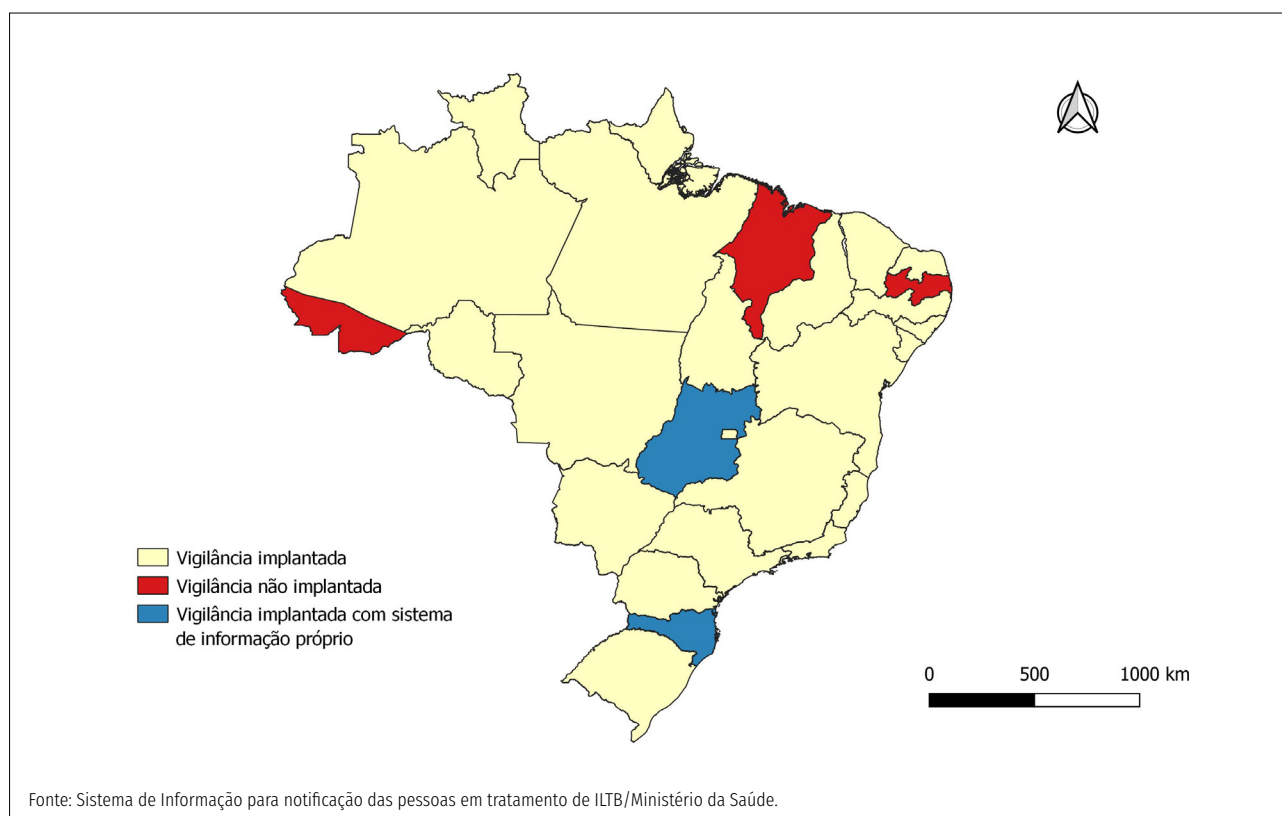 Vigilância implantada
Vigilância não implantada
Vigilância implantada com sistema
de informação próprio
0 500 1000 km
Fonte: Sistema de Informação para notificação das pessoas em tratamento de ILTB/Ministério da Saúde.